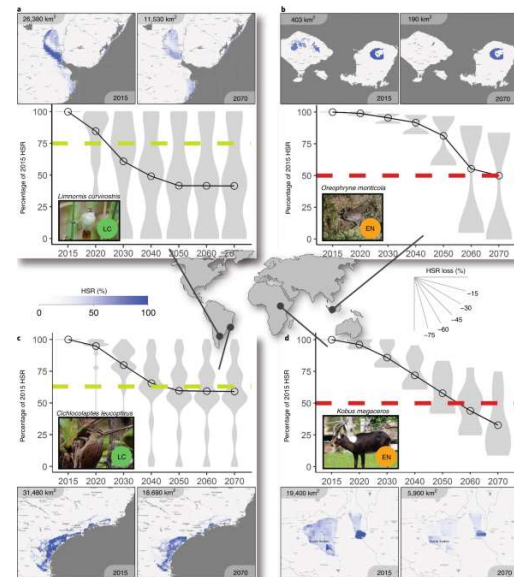 a
26,380 km²
2015
11,530 km²
2070
Percentage of 2015 HSR
100
75
50
25
0
Limnornis curvirostris
LC
2015 2020 2030 2040 2050 2060 2070
b
403 km²
2015
190 km²
2070
Percentage of 2015 HSR
100
75
50
25
0
Oreophryne monticola
EN
2015 2020 2030 2040 2050 2060 2070
HSR (%)
0 50 100
HSR loss (%)
−15
−30
−45
−60
−75
c
Percentage of 2015 HSR
100
75
50
25
0
Cichlocolaptes leucophrus
LC
2015 2020 2030 2040 2050 2060 2070
31,480 km²
2015
18,680 km²
2070
d
Percentage of 2015 HSR
100
75
50
25
0
Kobus megaceros
EN
2015 2020 2030 2040 2050 2060 2070
19,400 km²
2015
5,900 km²
2070